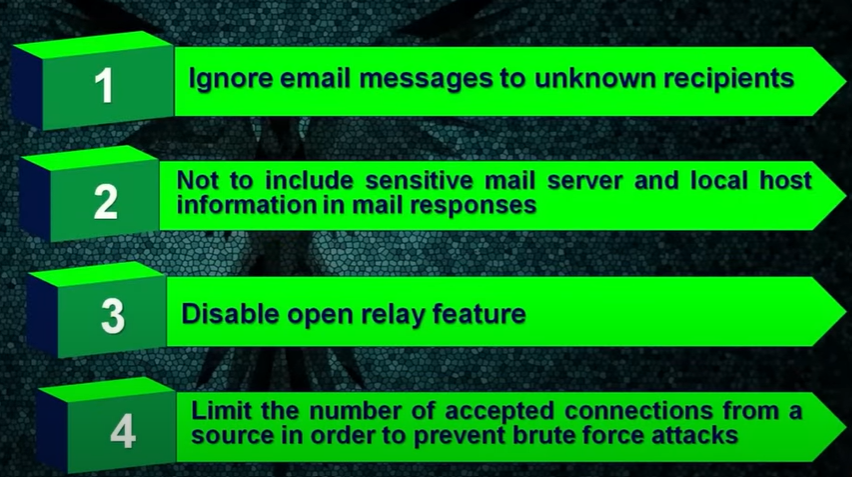 1
Ignore email messages to unknown recipients
2
Not to include sensitive mail server and local host
information in mail responses
3
Disable open relay feature
4
Limit the number of accepted connections from a
source in order to prevent brute force attacks